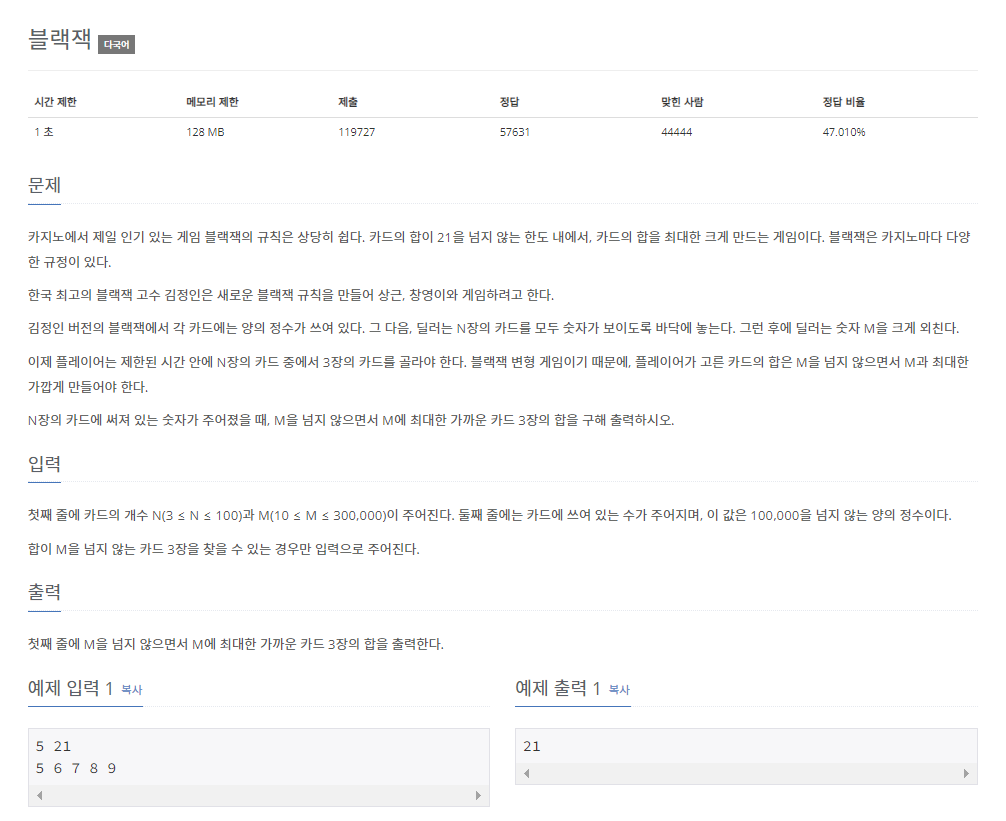 블랙잭 다국어
시간 제한 메모리 제한 제출 정답 맞힌 사람 정답 비율
1 초 128 MB 119727 57631 44444 47.010%
문제
카지노에서 제일 인기 있는 게임 블랙잭의 규칙은 상당히 쉽다. 카드의 합이 21을 넘지 않는 한도 내에서, 카드의 합을 최대한 크게 만드는 게임이다. 블랙잭은 카지노마다 다양
한 규정이 있다.
한국 최고의 블랙잭 고수 김정인은 새로운 블랙잭 규칙을 만들어 상근, 창영이와 게임하려고 한다.
김정인 버전의 블랙잭에서 각 카드에는 양의 정수가 쓰여 있다. 그 다음, 딜러는 N장의 카드를 모두 숫자가 보이도록 바닥에 놓는다. 그런 후에 딜러는 숫자 M을 크게 외친다.
이제 플레이어는 제한된 시간 안에 N장의 카드 중에서 3장의 카드를 골라야 한다. 블랙잭 변형 게임이기 때문에, 플레이어가 고른 카드의 합은 M을 넘지 않으면서 M과 최대한
가깝게 만들어야 한다.
N장의 카드에 써져 있는 숫자가 주어졌을 때, M을 넘지 않으면서 M에 최대한 가까운 카드 3장의 합을 구해 출력하시오.
입력
첫째 줄에 카드의 개수 N(3 ≤ N ≤ 100)과 M(10 ≤ M ≤ 300,000)이 주어진다. 둘째 줄에는 카드에 쓰여 있는 수가 주어지며, 이 값은 100,000을 넘지 않는 양의 정수이다.
합이 M을 넘지 않는 카드 3장을 찾을 수 있는 경우만 입력으로 주어진다.
출력
첫째 줄에 M을 넘지 않으면서 M에 최대한 가까운 카드 3장의 합을 출력한다.
예제 입력 1 복사
5 21
5 6 7 8 9
예제 출력 1 복사
21